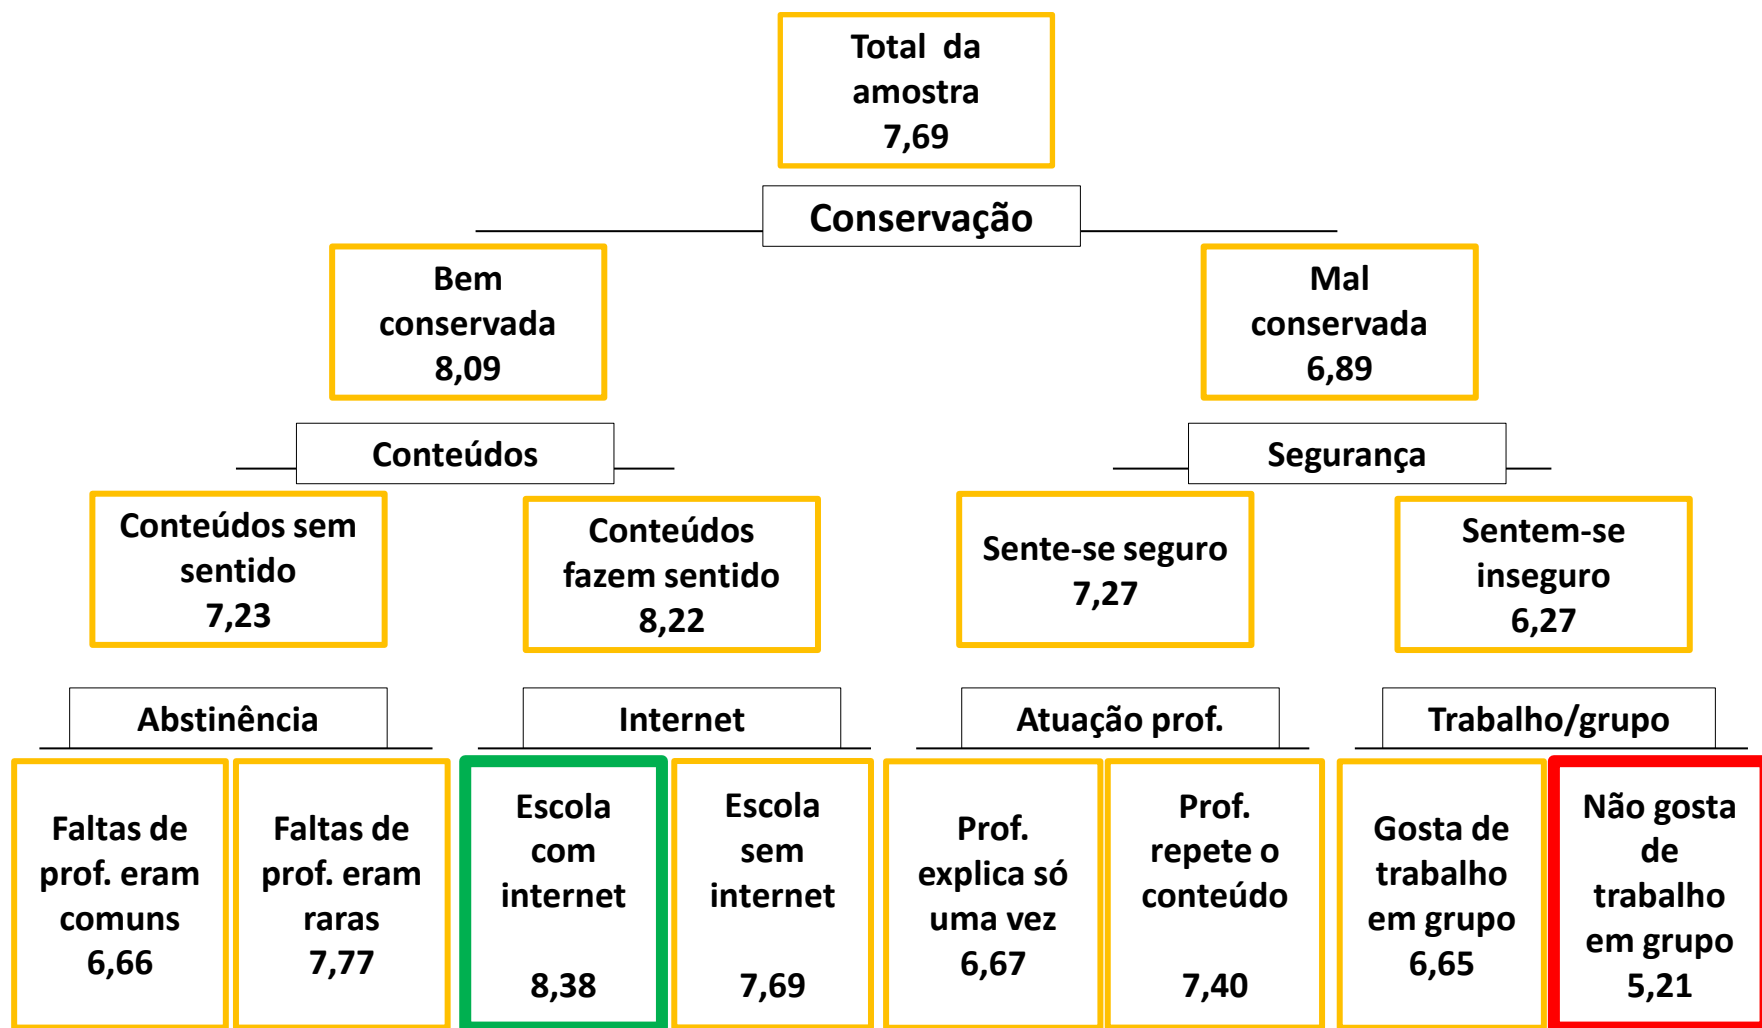 Total da
amostra
7,69
Conservação
Bem
conservada
8,09
Mal
conservada
6,89
Conteúdos
Segurança
Conteúdos sem
sentido
7,23
Conteúdos
fazem sentido
8,22
Sente-se seguro
7,27
Sentem-se
inseguro
6,27
Abstinência
Internet
Atuação prof.
Trabalho/grupo
Faltas de
prof. eram
comuns
6,66
Faltas de
prof. eram
raras
7,77
Escola
com
internet
8,38
Escola
sem
internet
7,69
Prof.
explica só
uma vez
6,67
Prof.
repete o
conteúdo
7,40
Gosta de
trabalho
em grupo
6,65
Não gosta
de
trabalho
em grupo
5,21